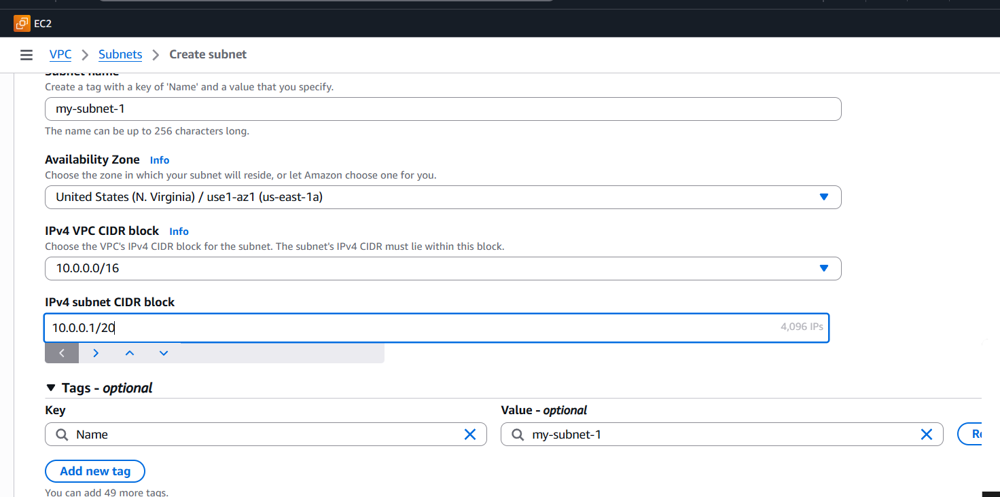 EC2
VPC > Subnets > Create subnet
Subnet name
Create a tag with a key of 'Name' and a value that you specify.
my-subnet-1
The name can be up to 256 characters long.
Availability Zone Info
Choose the zone in which your subnet will reside, or let Amazon choose one for you.
United States (N. Virginia) / use1-az1 (us-east-1a)
IPv4 VPC CIDR block Info
Choose the VPC's IPv4 CIDR block for the subnet. The subnet's IPv4 CIDR must lie within this block.
10.0.0.0/16
IPv4 subnet CIDR block
10.0.0.1/20 4,096 IPs
Tags - optional
Key Value - optional
Name my-subnet-1
Add new tag
You can add 49 more tags.